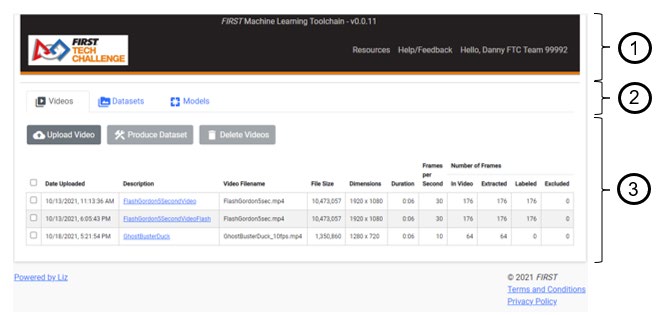 FIRST Machine Learning Toolchain - v0.0.11
FIRST
TECH
CHALLENGE
Resources Help/Feedback Hello, Danny FTC Team 99992
1
Videos Datasets Models
2
Upload Video Produce Dataset Delete Videos
3
Frames per Second Number of Frames
Date Uploaded Description Video Filename File Size Dimensions Duration In Video Extracted Labeled Excluded
10/13/2021, 11:13:36 AM FlashGordon5SecondVideo FlashGordon5sec.mp4 10,473,057 1920 x 1080 0:06 30 176 176 176 0
10/13/2021, 6:05:43 PM FlashGordon5SecondVideoFlash FlashGordon5sec.mp4 10,473,057 1920 x 1080 0:06 30 176 176 176 0
10/18/2021, 5:21:54 PM GhostBusterDuck GhostBusterDuck_10fps.mp4 1,350,860 1280 x 720 0:06 10 64 64 0 0
Powered by Liz
© 2021 FIRST
Terms and Conditions
Privacy Policy